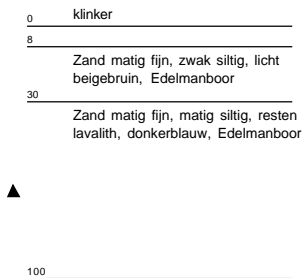 0 klinker
8
Zand matig fijn, zwak siltig, licht
beigebruin, Edelmanboor
30
Zand matig fijn, matig siltig, resten
lavalith, donkerblauw, Edelmanboor
100